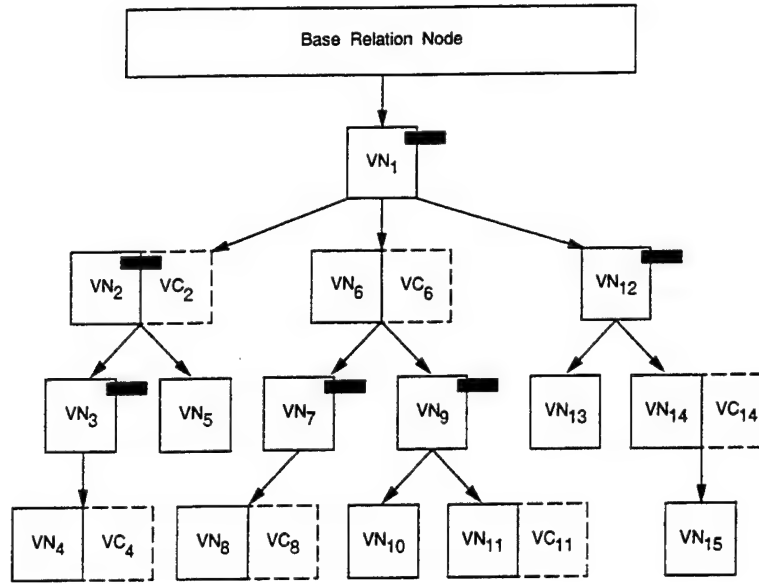 Base Relation Node
VN1
VN2 VC2 VN6 VC6 VN12
VN3 VN5 VN7 VN9 VN13 VN14 VC14
VN4 VC4 VN8 VC8 VN10 VN11 VC11 VN15